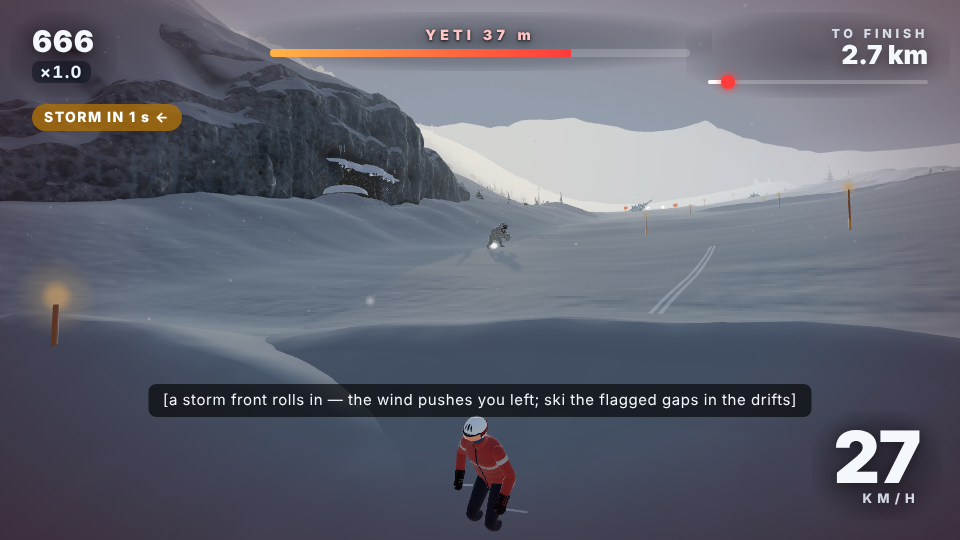 666
×1.0
STORM IN 1 s ←
YETI 37 m
TO FINISH
2.7 km
[a storm front rolls in — the wind pushes you left; ski the flagged gaps in the drifts]
27
KM/H